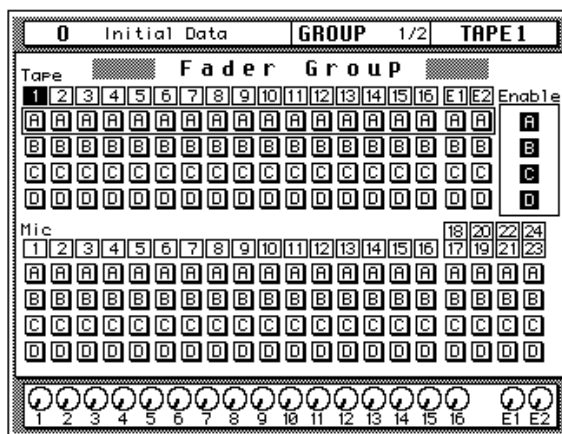 0 Initial Data GROUP 1/2 TAPE1
Fader Group
Tape
1 2 3 4 5 6 7 8 9 10 11 12 13 14 15 16 E1 E2 Enable
A A A A A A A A A A A A A A A A A A A
B B B B B B B B B B B B B B B B B B B
C C C C C C C C C C C C C C C C C C C
D D D D D D D D D D D D D D D D D D D
Mic 18 20 22 24
1 2 3 4 5 6 7 8 9 10 11 12 13 14 15 16 17 19 21 23
A A A A A A A A A A A A A A A A A A A A
B B B B B B B B B B B B B B B B B B B B
C C C C C C C C C C C C C C C C C C C C
D D D D D D D D D D D D D D D D D D D D
1 2 3 4 5 6 7 8 9 10 11 12 13 14 15 16 E1 E2